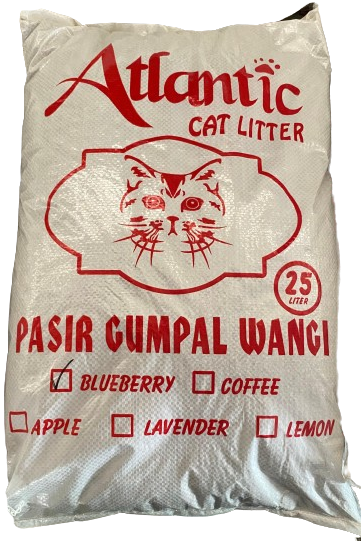 Atlantic
CAT LITTER
25
LITER
PASIR GUMPAL WANGI
BLUEBERRY COFFEE
APPLE LAVENDER LEMON